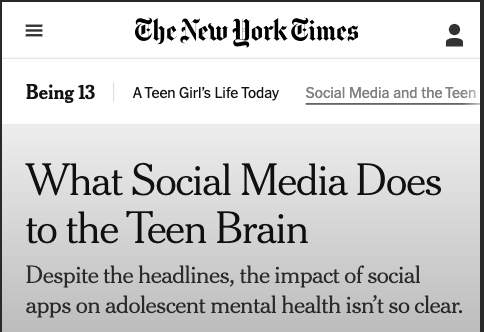 The New York Times
Being 13
A Teen Girl's Life Today
Social Media and the Teen
What Social Media Does
to the Teen Brain
Despite the headlines, the impact of social
apps on adolescent mental health isn't so clear.